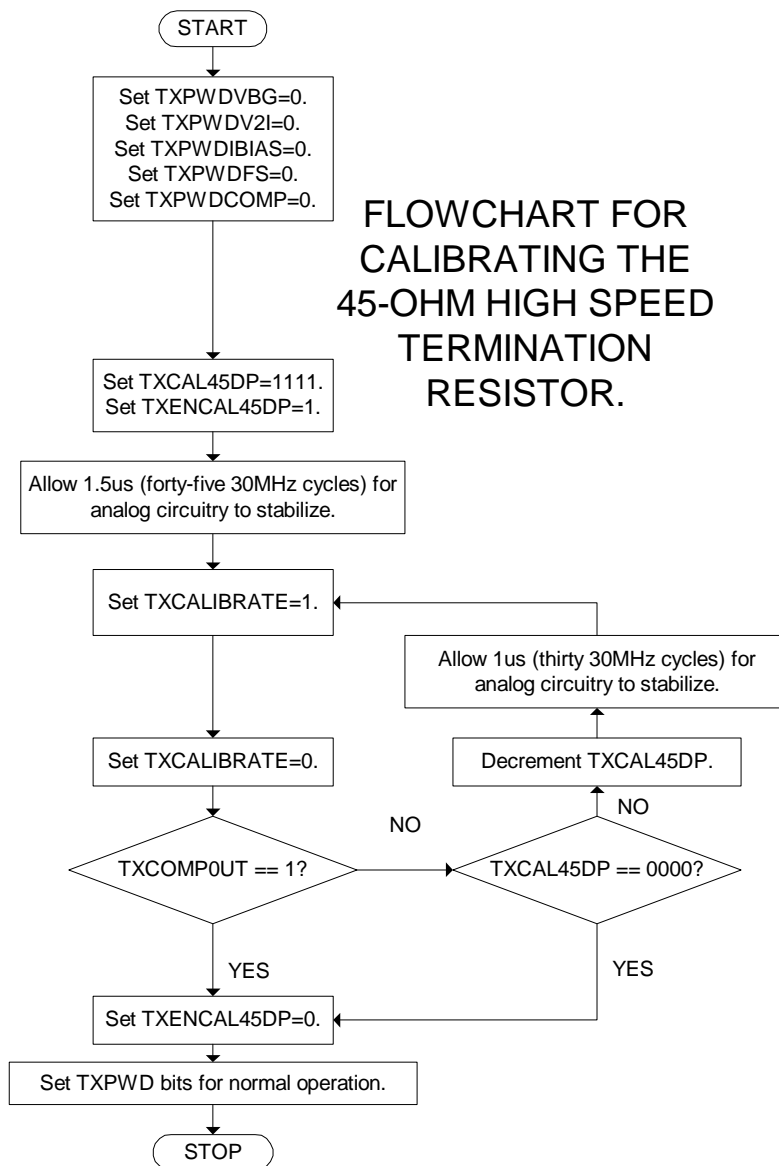 START
Set TXPWDVBG=0.
Set TXPWDV2I=0.
Set TXPWDIBIAS=0.
Set TXPWDFS=0.
Set TXPWDCOMP=0.
FLOWCHART FOR
CALIBRATING THE
45-OHM HIGH SPEED
TERMINATION
RESISTOR.
Set TXCAL45DP=1111.
Set TXENCAL45DP=1.
Allow 1.5us (forty-five 30MHz cycles) for
analog circuitry to stabilize.
Set TXCALIBRATE=1.
Allow 1us (thirty 30MHz cycles) for
analog circuitry to stabilize.
Set TXCALIBRATE=0.
Decrement TXCAL45DP.
NO
NO
TXCOMP0UT == 1?
TXCAL45DP == 0000?
YES
YES
Set TXENCAL45DP=0.
Set TXPWD bits for normal operation.
STOP